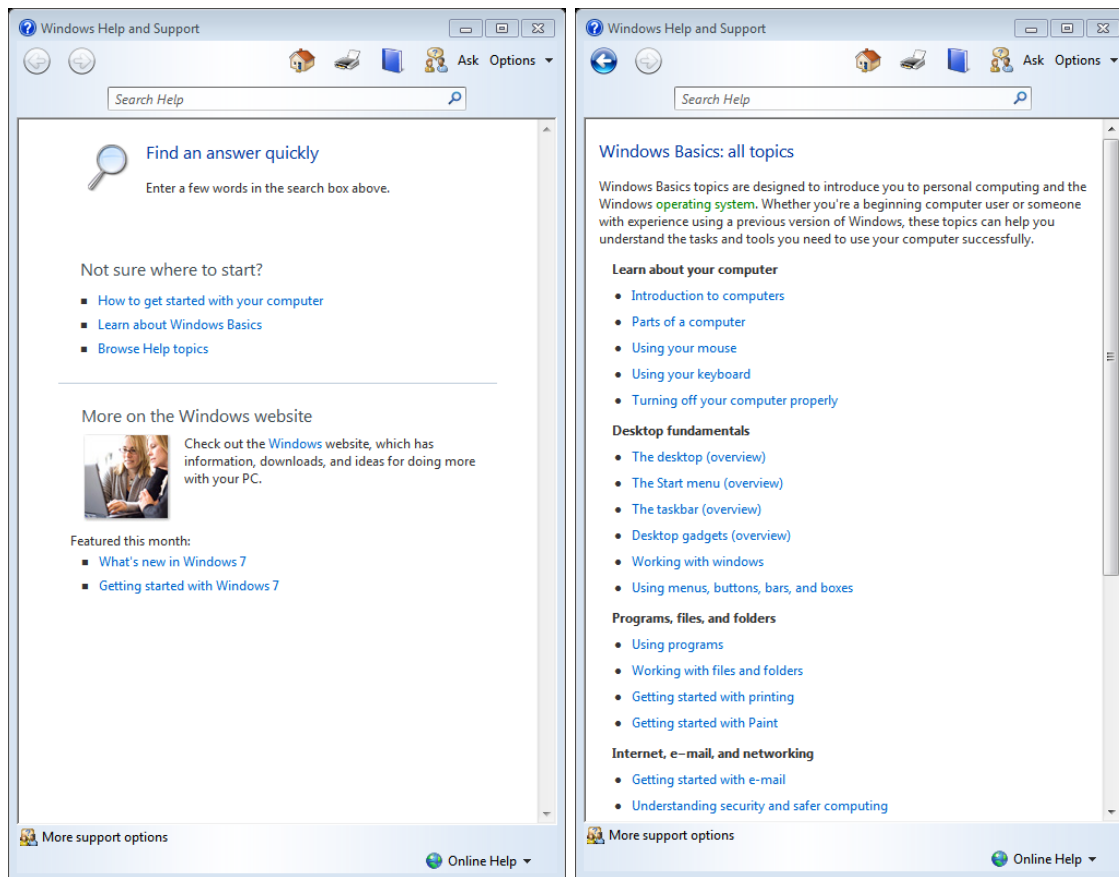 Windows Help and Support
Ask Options
Search Help
Find an answer quickly
Enter a few words in the search box above.
Not sure where to start?
How to get started with your computer
Learn about Windows Basics
Browse Help topics
More on the Windows website
Check out the Windows website, which has
information, downloads, and ideas for doing more
with your PC.
Featured this month:
What's new in Windows 7
Getting started with Windows 7
More support options
Online Help
Windows Help and Support
Ask Options
Search Help
Windows Basics: all topics
Windows Basics topics are designed to introduce you to personal computing and the
Windows operating system. Whether you're a beginning computer user or someone
with experience using a previous version of Windows, these topics can help you
understand the tasks and tools you need to use your computer successfully.
Learn about your computer
Introduction to computers
Parts of a computer
Using your mouse
Using your keyboard
Turning off your computer properly
Desktop fundamentals
The desktop (overview)
The Start menu (overview)
The taskbar (overview)
Desktop gadgets (overview)
Working with windows
Using menus, buttons, bars, and boxes
Programs, files, and folders
Using programs
Working with files and folders
Getting started with printing
Getting started with Paint
Internet, e–mail, and networking
Getting started with e-mail
Understanding security and safer computing
More support options
Online Help